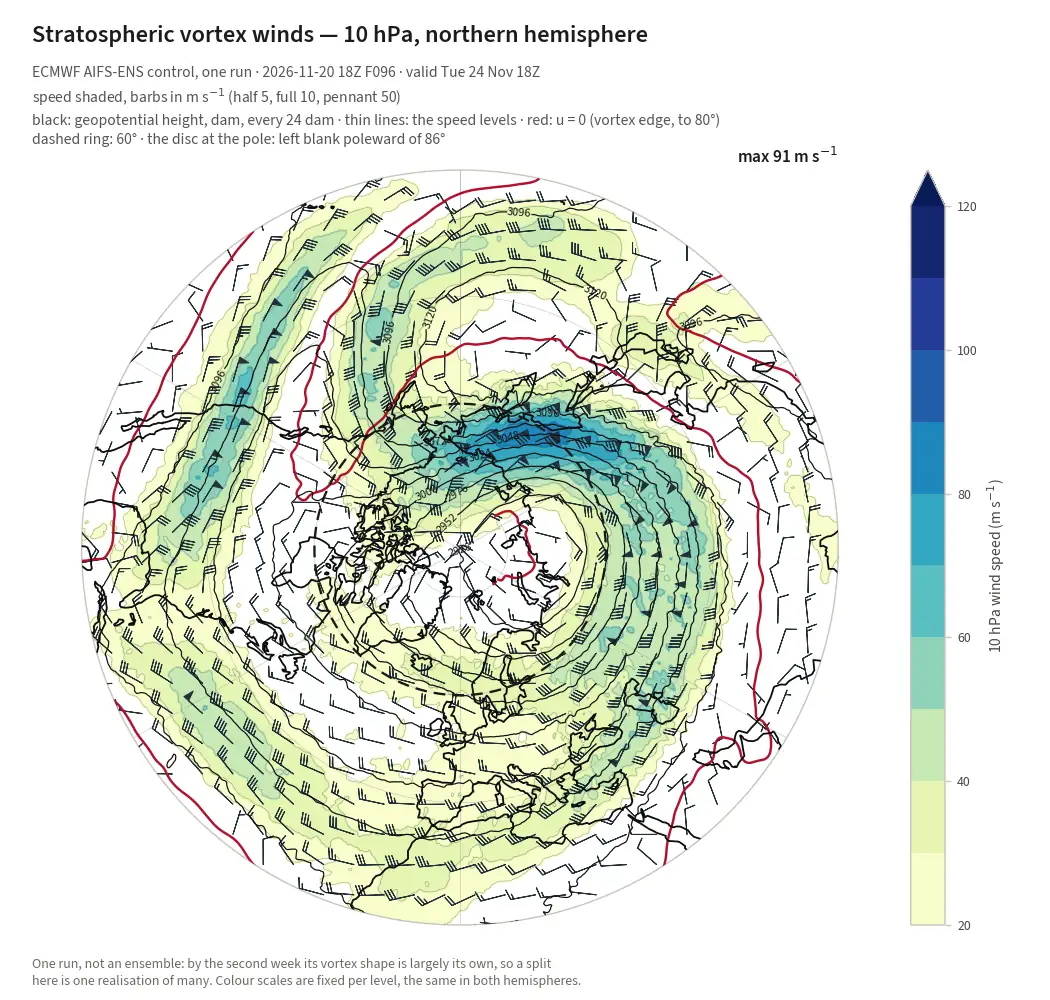 Stratospheric vortex winds — 10 hPa, northern hemisphere
ECMWF AIFS-ENS control, one run · 2026-11-20 18Z F096 · valid Tue 24 Nov 18Z
speed shaded, barbs in m s⁻¹ (half 5, full 10, pennant 50)
black: geopotential height, dam, every 24 dam · thin lines: the speed levels · red: u = 0 (vortex edge, to 80°)
dashed ring: 60° · the disc at the pole: left blank poleward of 86°
max 91 m s⁻¹
120
100
80
60
40
20
10 hPa wind speed (m s⁻¹)
3096
3120
3120
3096
3096
3096
2952
One run, not an ensemble: by the second week its vortex shape is largely its own, so a split
here is one realisation of many. Colour scales are fixed per level, the same in both hemispheres.